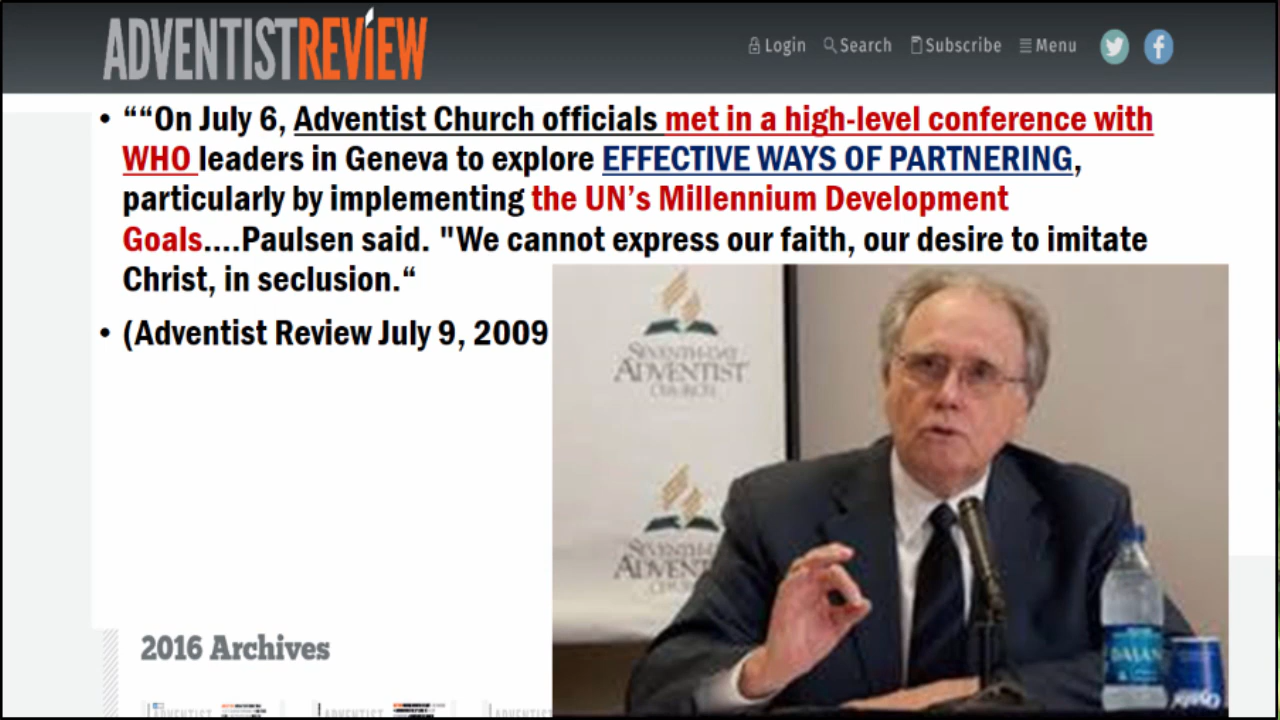 ADVENTISTREVIEW
Login Search Subscribe Menu
• ““On July 6, Adventist Church officials met in a high-level conference with
WHO leaders in Geneva to explore EFFECTIVE WAYS OF PARTNERING,
particularly by implementing the UN’s Millennium Development
Goals....Paulsen said. "We cannot express our faith, our desire to imitate
Christ, in seclusion.“
• (Adventist Review July 9, 2009
SEVENTH-DAY
ADVENTIST
CHURCH
SEVENTH-D
ADVENT
2016 Archives